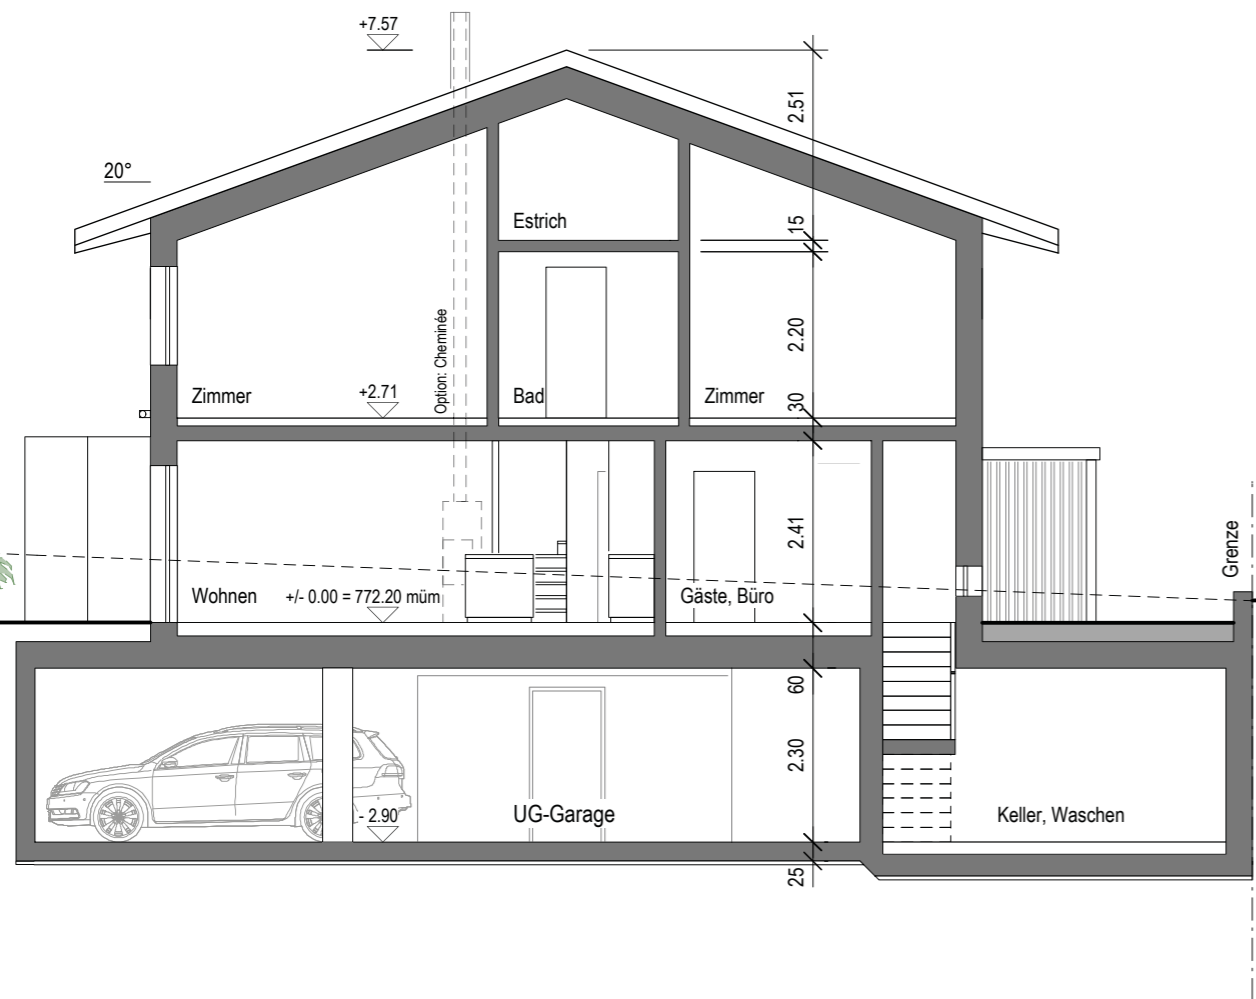 +7.57
2.51
20°
Estrich
15
Option: Cheminée
2.20
Zimmer
+2.71
Bad
Zimmer
30
2.41
Grenze
Wohnen
+/- 0.00 = 772.20 müm
Gäste, Büro
60
2.30
- 2.90
UG-Garage
Keller, Waschen
25